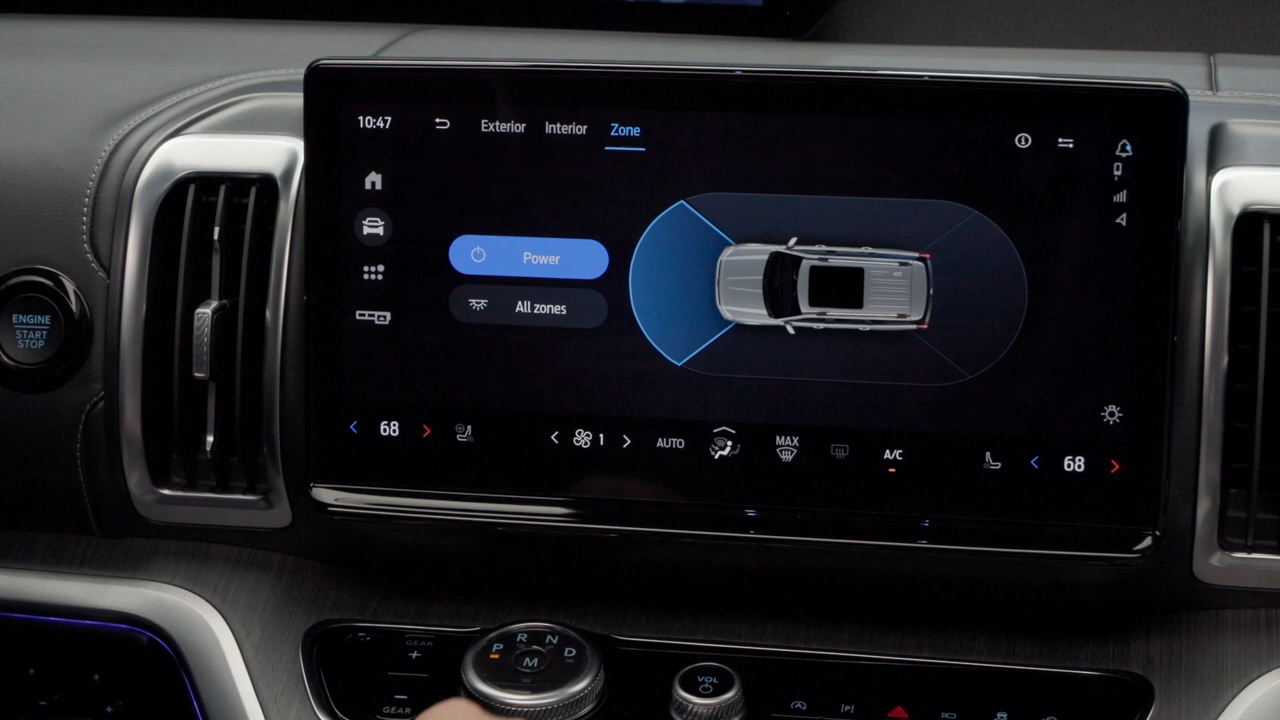 10:47
Exterior Interior Zone
Power
All zones
ENGINE
START
STOP
68
1
AUTO
MAX
A/C
68
GEAR
+
−
GEAR
P R N D
M
VOL
|P|